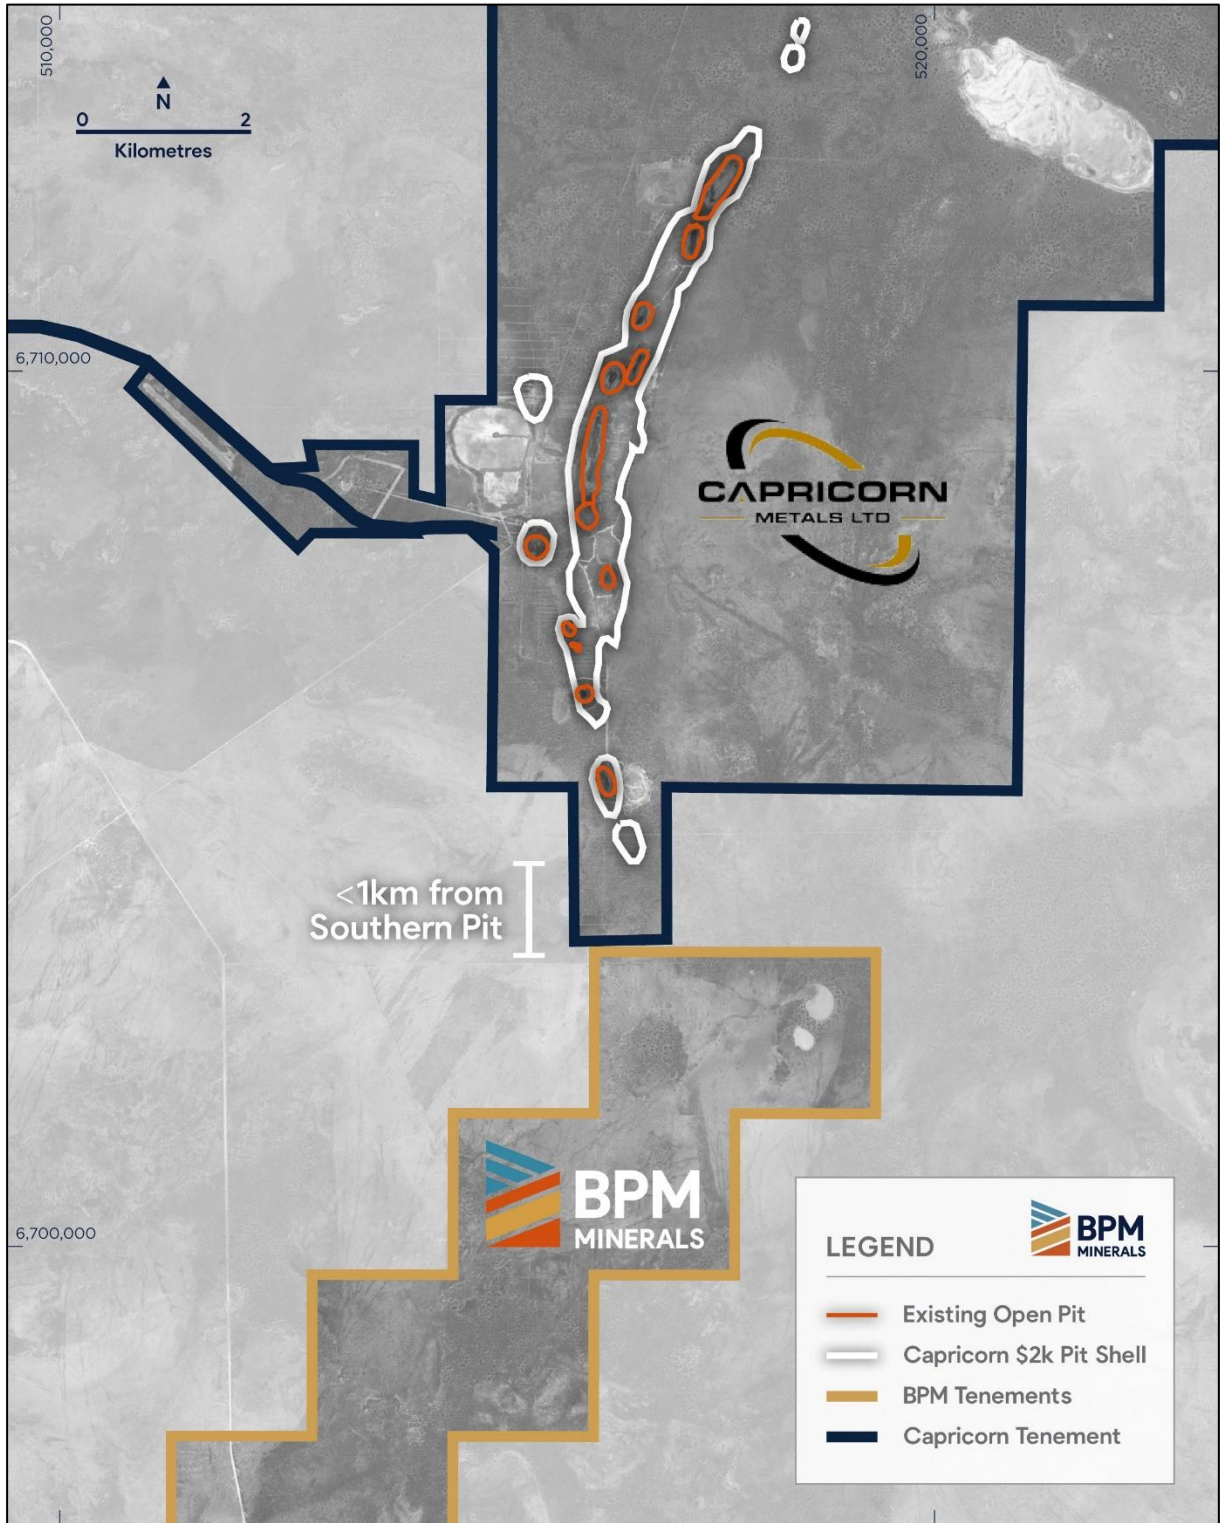 510,000
520,000
N
0 2
Kilometres
6,710,000
CAPRICORN
METALS LTD
<1km from
Southern Pit
BPM
MINERALS
6,700,000
LEGEND
BPM
MINERALS
Existing Open Pit
Capricorn $2k Pit Shell
BPM Tenements
Capricorn Tenement